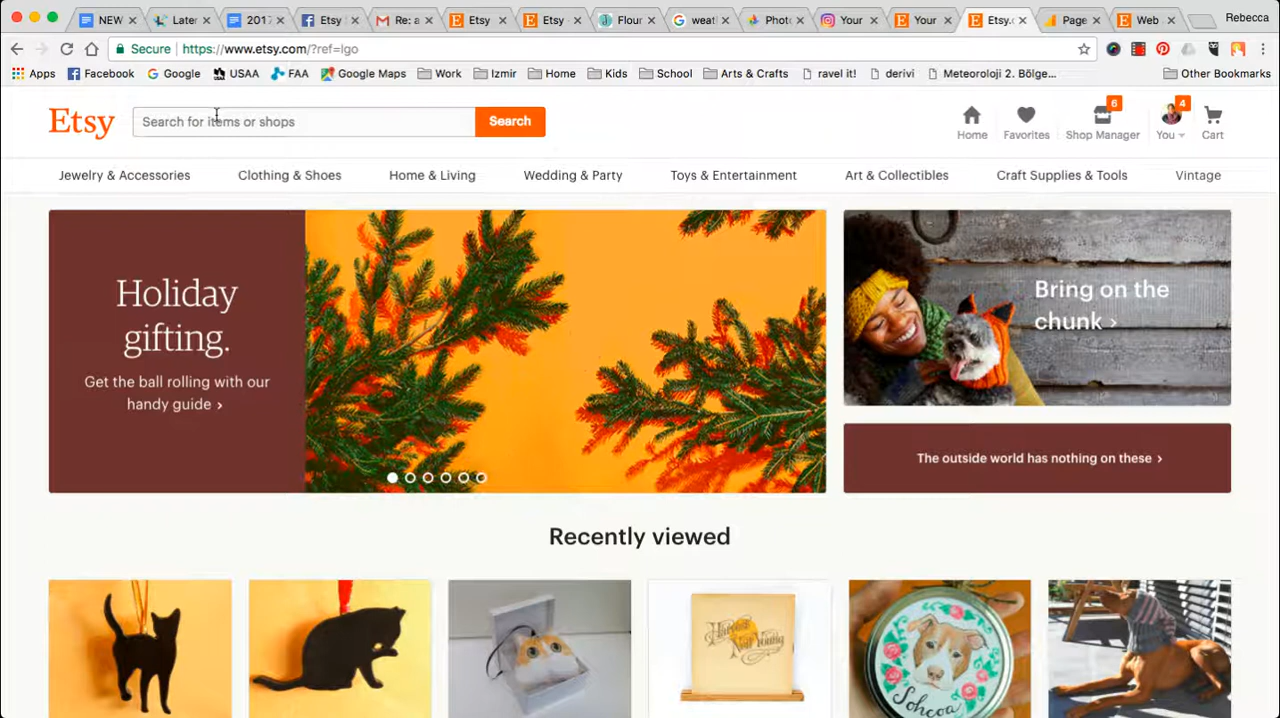 NEW
Later
2017
Etsy
Re: a
Etsy
Etsy
Flour
weat
Phot
Your
Your
Etsy.c
Page
Web
Rebecca
Secure
https://www.etsy.com/?ref=lgo
Apps
Facebook
Google
USAA
FAA
Google Maps
Work
Izmir
Home
Kids
School
Arts & Crafts
ravel it!
derivi
Meteoroloji 2. Bölge...
Other Bookmarks
Etsy
Search for items or shops
Search
Home
Favorites
6
Shop Manager
4
You
Cart
Jewelry & Accessories
Clothing & Shoes
Home & Living
Wedding & Party
Toys & Entertainment
Art & Collectibles
Craft Supplies & Tools
Vintage
Holiday
gifting.
Get the ball rolling with our
handy guide ›
Bring on the
chunk ›
The outside world has nothing on these ›
Recently viewed
Not Young
Sohcoa